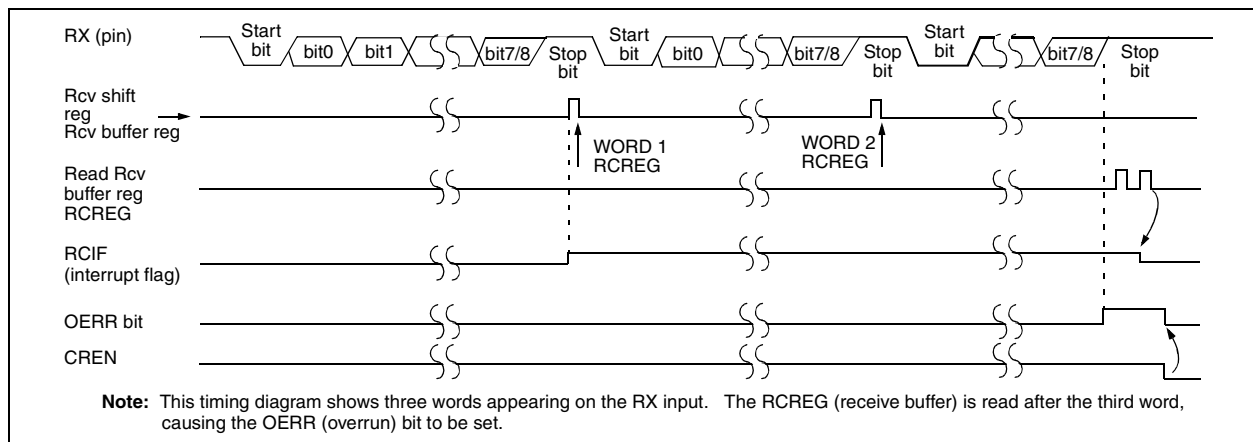 RX (pin)
Start
bit
bit0
bit1
bit7/8
Stop
bit
Start
bit
bit0
bit7/8
Stop
bit
Start
bit
bit7/8
Stop
bit
Rcv shift
reg
Rcv buffer reg
WORD 1
RCREG
WORD 2
RCREG
Read Rcv
buffer reg
RCREG
RCIF
(interrupt flag)
OERR bit
CREN
Note: This timing diagram shows three words appearing on the RX input. The RCREG (receive buffer) is read after the third word,
causing the OERR (overrun) bit to be set.